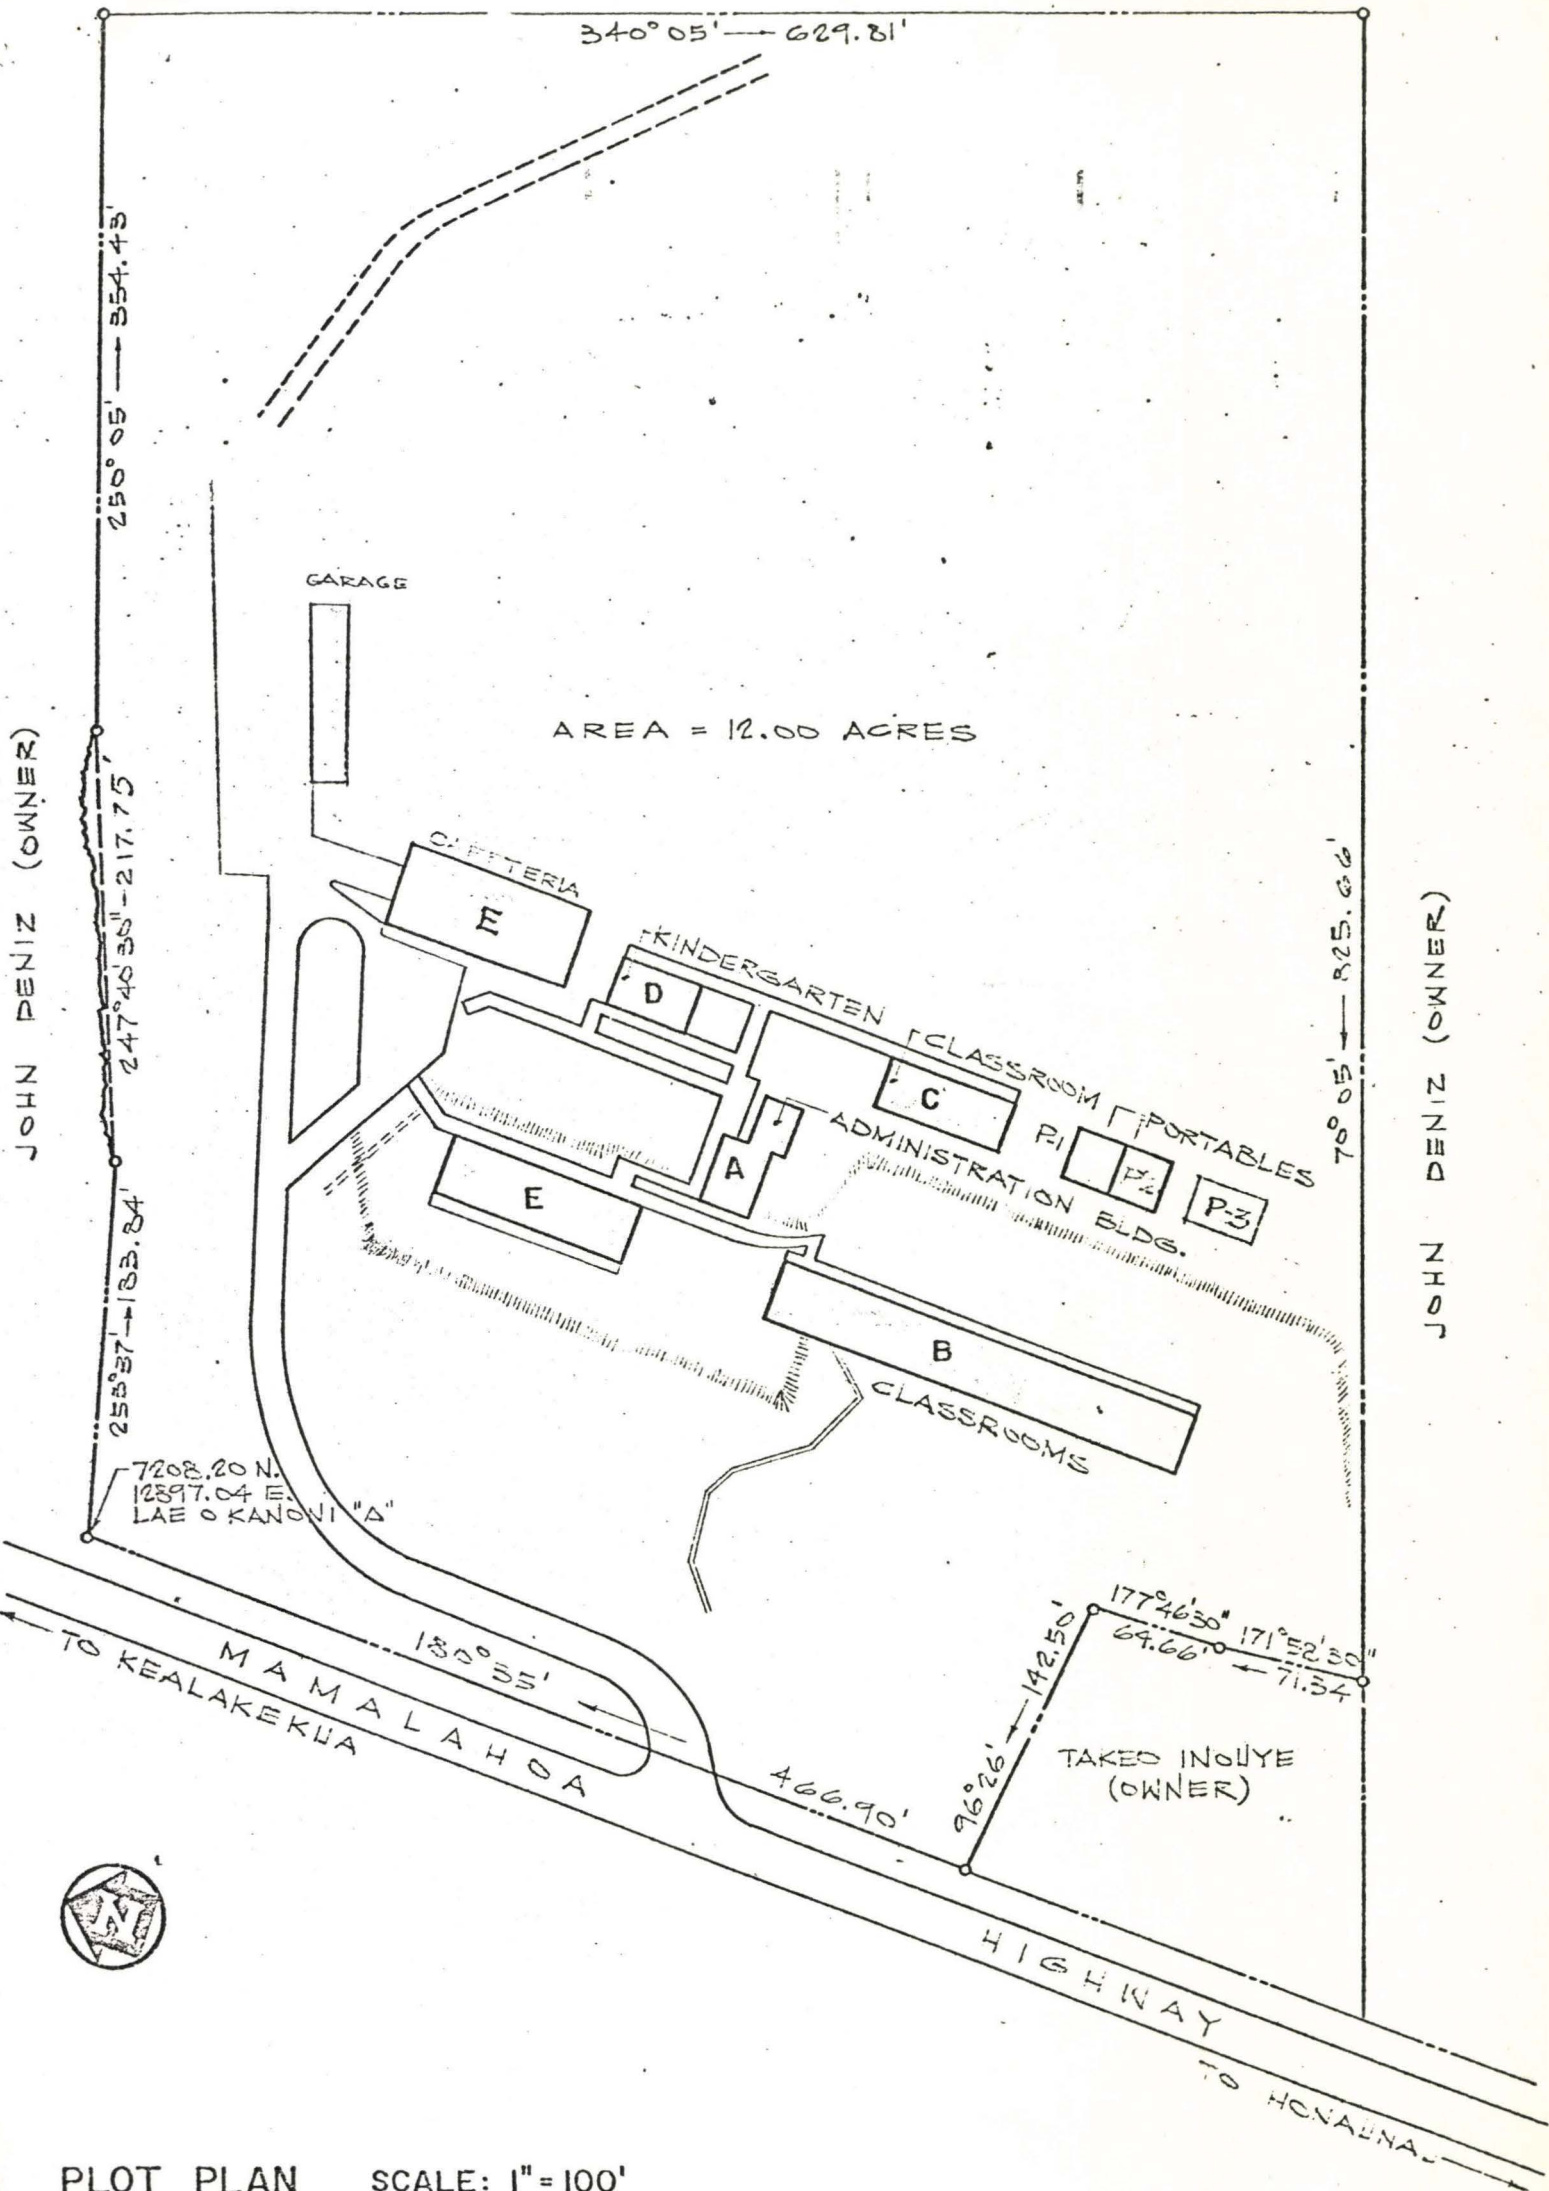 340° 05' — 629.81'
250° 05' — 354.43'
GARAGE
AREA = 12.00 ACRES
JOHN DENIZ (OWNER)
247° 40' 30" - 217.75'
CAFETERIA
E
KINDERGARTEN
D
CLASSROOM
C
PORTABLES
P-1
P-2
P-3
ADMINISTRATION BLDG.
A
E
70° 05' — 825.66'
JOHN DENIZ (OWNER)
B
CLASSROOMS
253° 37' — 183.84'
7208.20 N.
12897.04 E.
LAE O KANONI "Δ"
180° 35'
466.90'
96° 26' — 142.50'
177° 46' 30"
64.66'
171° 52' 30"
71.34
TAKEO INOUYE
(OWNER)
MAMALAHOA
HIGHWAY
TO KEALAKEKUA
TO HONAUNAU
N
PLOT PLAN SCALE: 1" = 100'